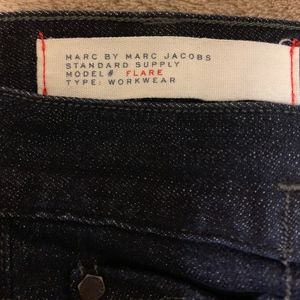 MARC BY MARC JACOBS
STANDARD SUPPLY
MODEL# FLARE
TYPE: WORKWEAR